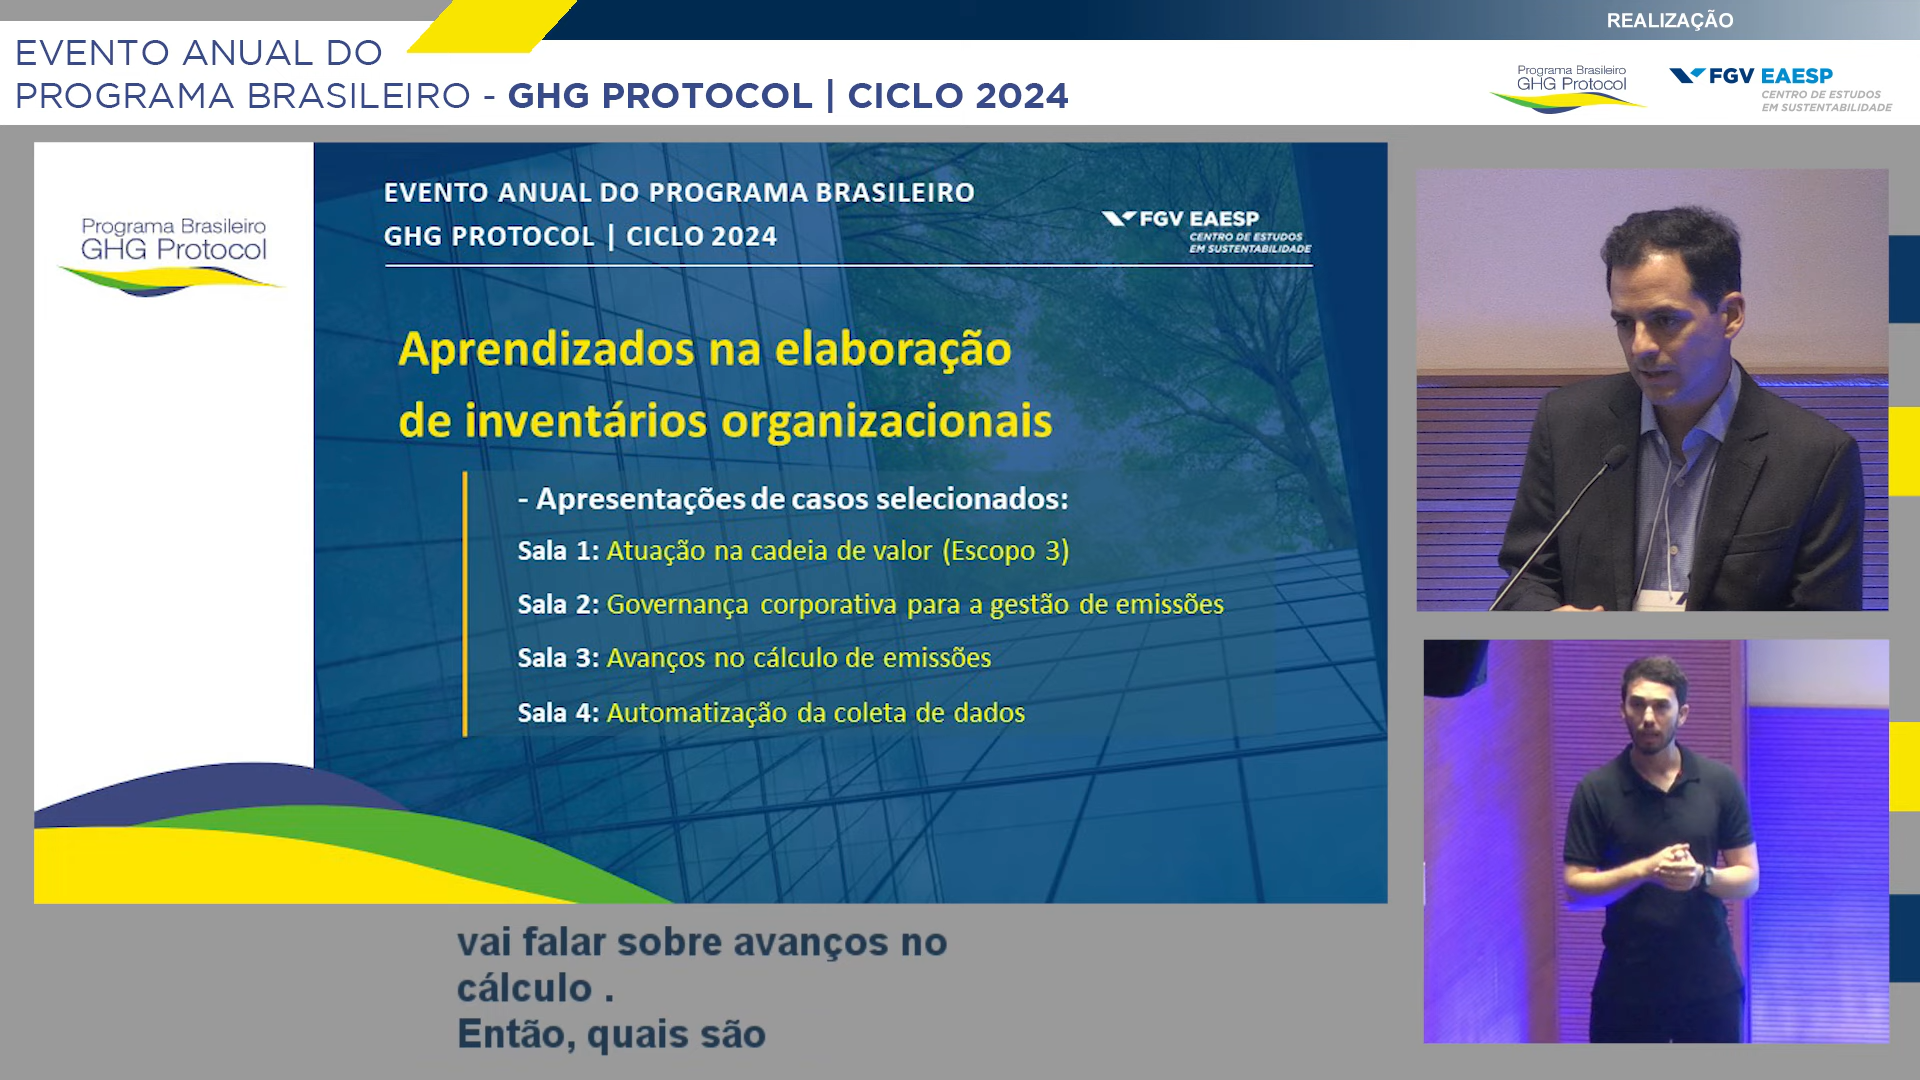 REALIZAÇÃO
EVENTO ANUAL DO
PROGRAMA BRASILEIRO - GHG PROTOCOL | CICLO 2024
Programa Brasileiro
GHG Protocol
FGV EAESP
CENTRO DE ESTUDOS
EM SUSTENTABILIDADE
Programa Brasileiro
GHG Protocol
EVENTO ANUAL DO PROGRAMA BRASILEIRO
GHG PROTOCOL | CICLO 2024
FGV EAESP
CENTRO DE ESTUDOS
EM SUSTENTABILIDADE
Aprendizados na elaboração
de inventários organizacionais
- Apresentações de casos selecionados:
Sala 1: Atuação na cadeia de valor (Escopo 3)
Sala 2: Governança corporativa para a gestão de emissões
Sala 3: Avanços no cálculo de emissões
Sala 4: Automatização da coleta de dados
vai falar sobre avanços no
cálculo .
Então, quais são